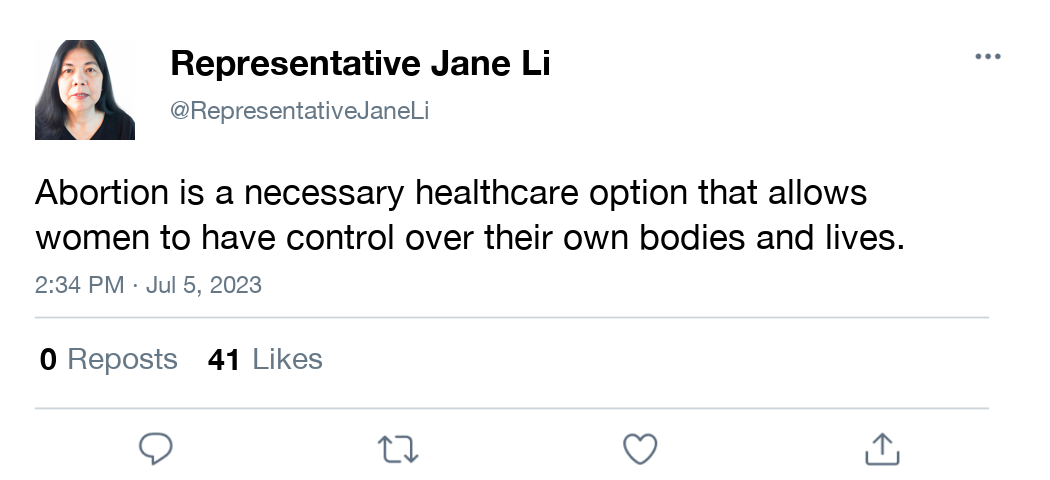 Representative Jane Li
@RepresentativeJaneLi
Abortion is a necessary healthcare option that allows
women to have control over their own bodies and lives.
2:34 PM · Jul 5, 2023
0 Reposts 41 Likes